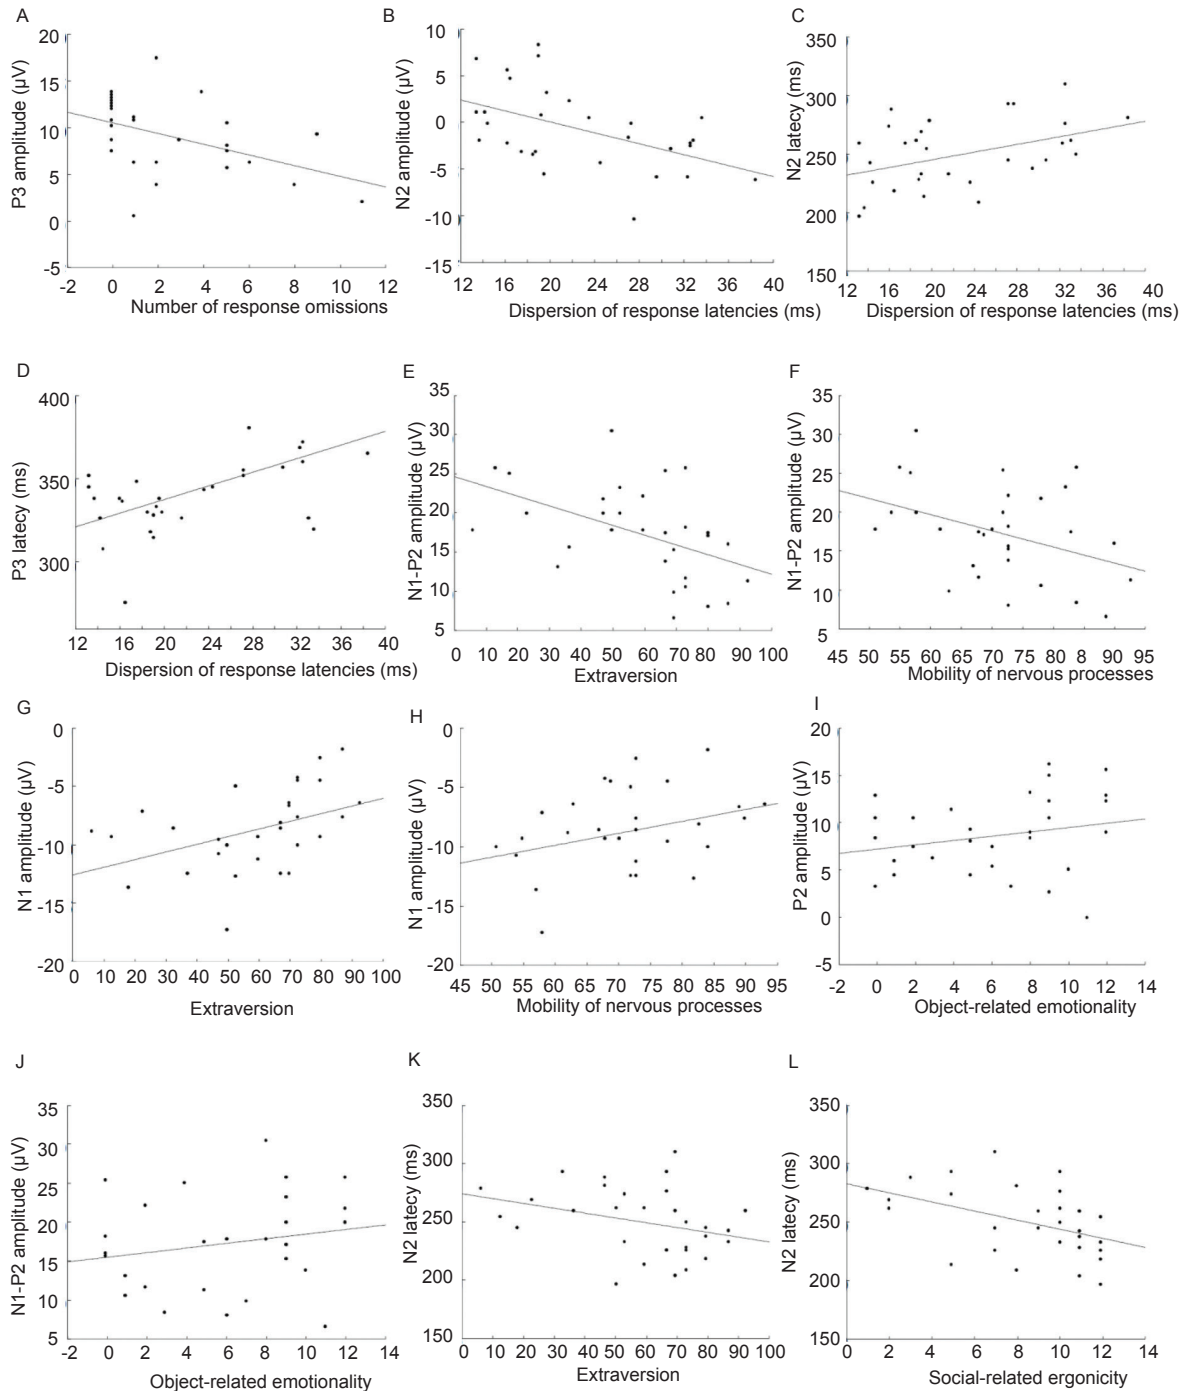 A
P3 amplitude (µV)
20
15
10
5
0
-5
-2 0 2 4 6 8 10 12
Number of response omissions
B
N2 amplitude (µV)
10
5
0
-5
-10
-15
12 16 20 24 28 32 36 40
Dispersion of response latencies (ms)
C
N2 latecy (ms)
350
300
250
200
150
12 16 20 24 28 32 36 40
Dispersion of response latencies (ms)
D
P3 latecy (ms)
400
350
300
12 16 20 24 28 32 36 40
Dispersion of response latencies (ms)
E
N1-P2 amplitude (µV)
35
30
25
20
15
10
5
0 10 20 30 40 50 60 70 80 90 100
Extraversion
F
N1-P2 amplitude (µV)
35
30
25
20
15
10
5
45 50 55 60 65 70 75 80 85 90 95
Mobility of nervous processes
G
N1 amplitude (µV)
0
-5
-10
-15
-20
0 10 20 30 40 50 60 70 80 90 100
Extraversion
H
N1 amplitude (µV)
0
-5
-10
-15
-20
45 50 55 60 65 70 75 80 85 90 95
Mobility of nervous processes
I
P2 amplitude (µV)
20
15
10
5
0
-5
-2 0 2 4 6 8 10 12 14
Object-related emotionality
J
N1-P2 amplitude (µV)
35
30
25
20
15
10
5
-2 0 2 4 6 8 10 12 14
Object-related emotionality
K
N2 latecy (ms)
350
300
250
200
150
0 10 20 30 40 50 60 70 80 90 100
Extraversion
L
N2 latecy (ms)
350
300
250
200
150
0 2 4 6 8 10 12 14
Social-related ergonicity